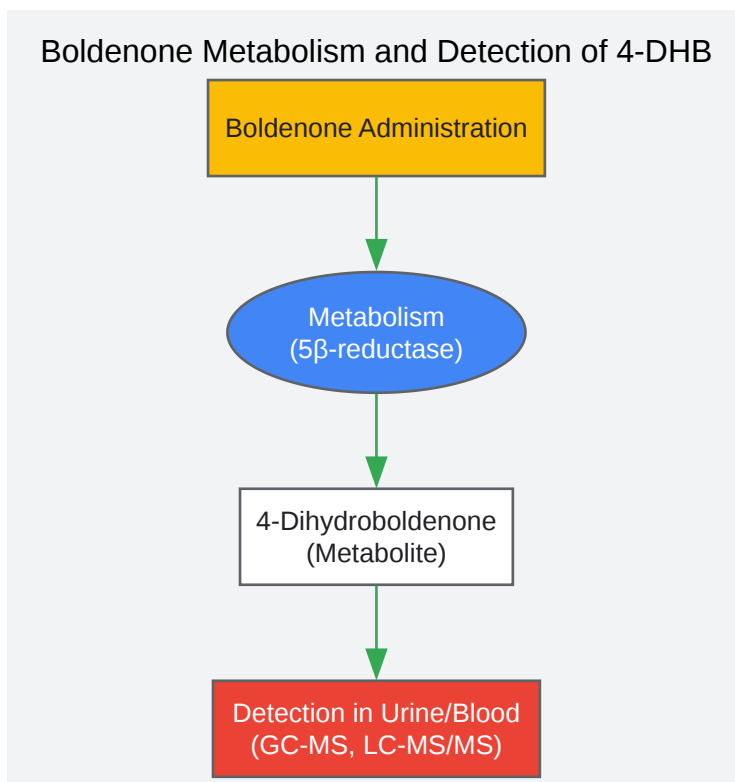 Boldenone Metabolism and Detection of 4-DHB
Boldenone Administration
Metabolism
(5β-reductase)
4-Dihydroboldenone
(Metabolite)
Detection in Urine/Blood
(GC-MS, LC-MS/MS)